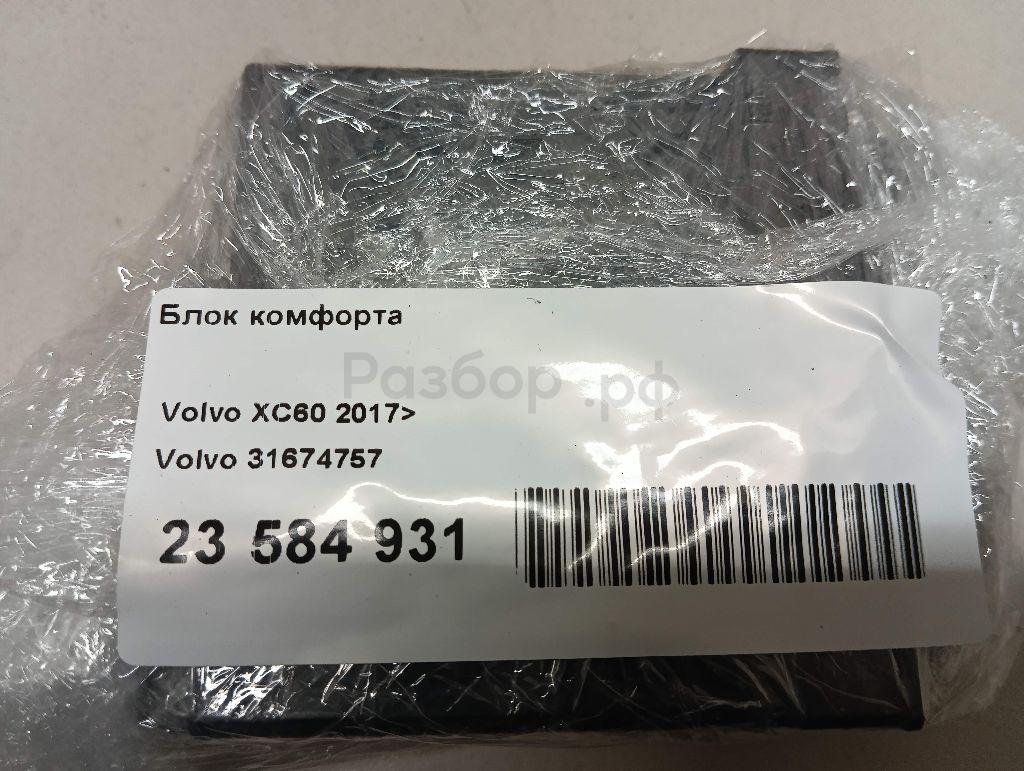 Блок комфорта
Разбор.рф
Volvo XC60 2017>
Volvo 31674757
23 584 931